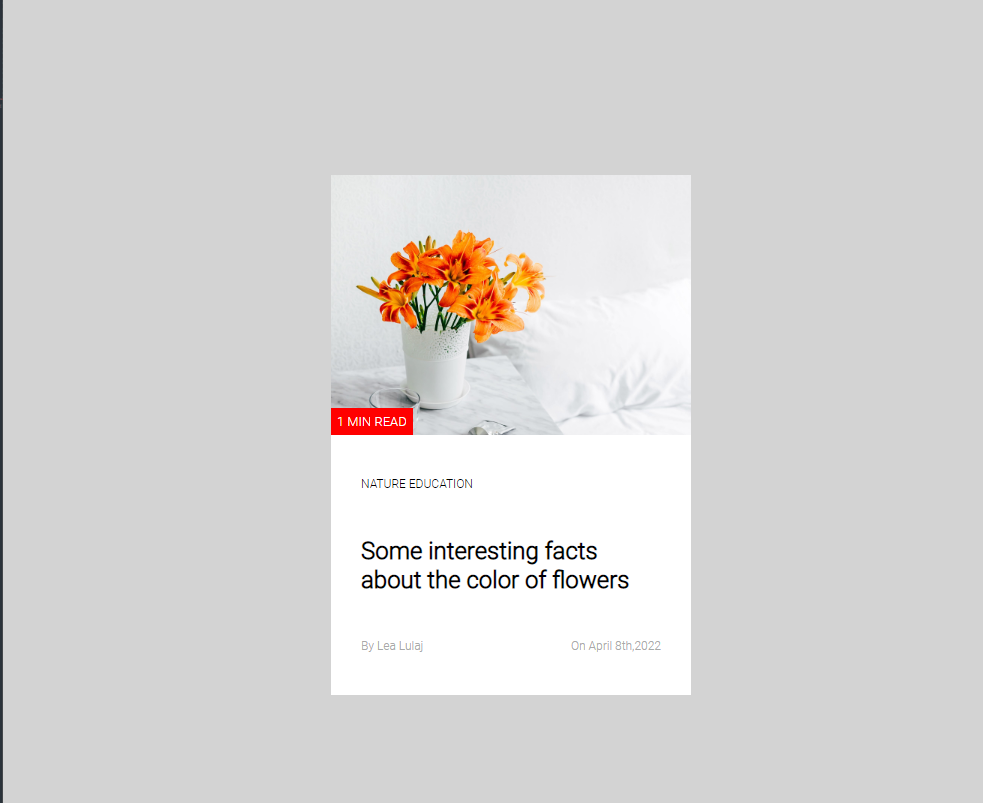 1 MIN READ
NATURE EDUCATION
Some interesting facts
about the color of flowers
By Lea Lulaj
On April 8th,2022